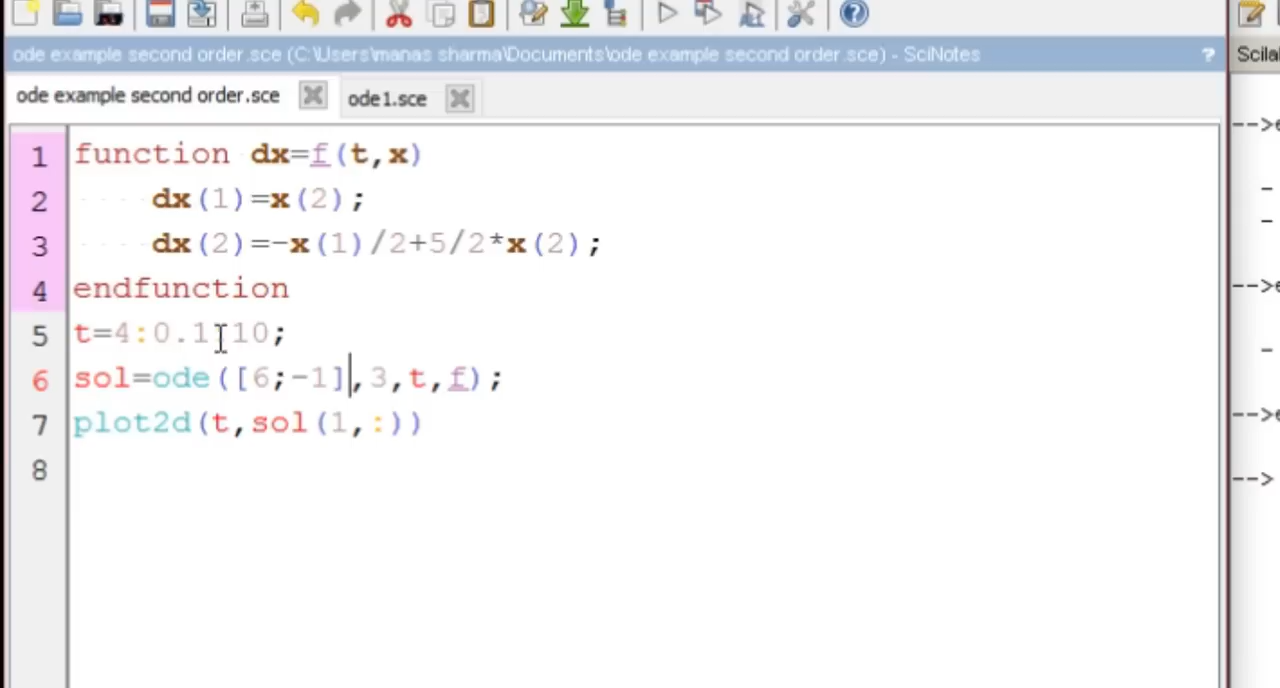 ode example second order.sce (C:\Users\manas sharma\Documents\ode example second order.sce) - SciNotes
?
Scila
ode example second order.sce
ode1.sce
-->e
1 function dx=f(t,x)
2 dx(1)=x(2);
3 dx(2)=-x(1)/2+5/2*x(2);
4 endfunction
5 t=4:0.1:10;
6 sol=ode([6;-1],3,t,f);
7 plot2d(t,sol(1,:))
8
-
-
-->e
-
-->e
-->